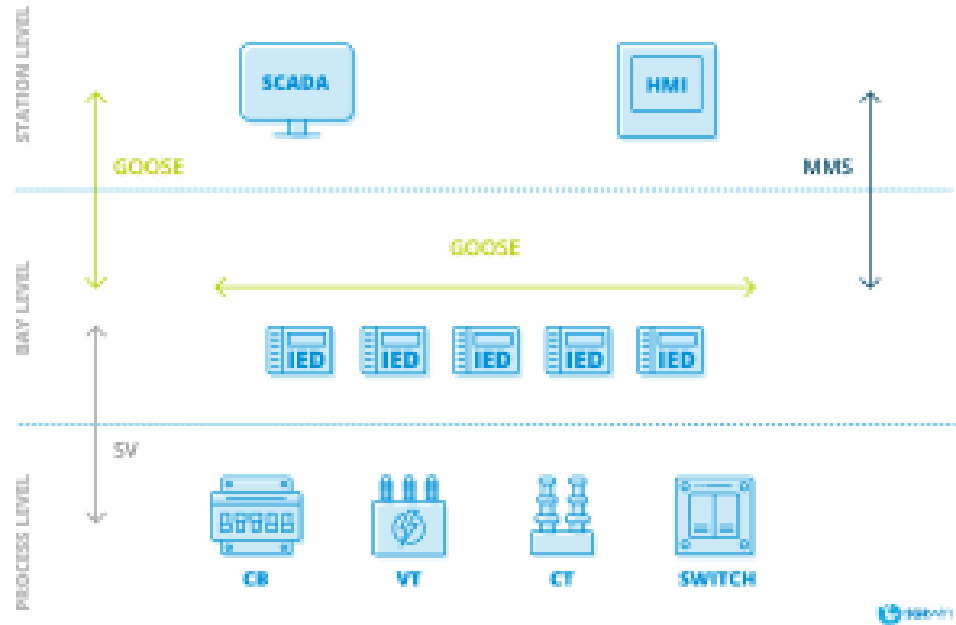 STATION LEVEL
SCADA
HMI
GOOSE
MMS
BAY LEVEL
GOOSE
IED
IED
IED
IED
IED
PROCESS LEVEL
SV
CB
VT
CT
SWITCH